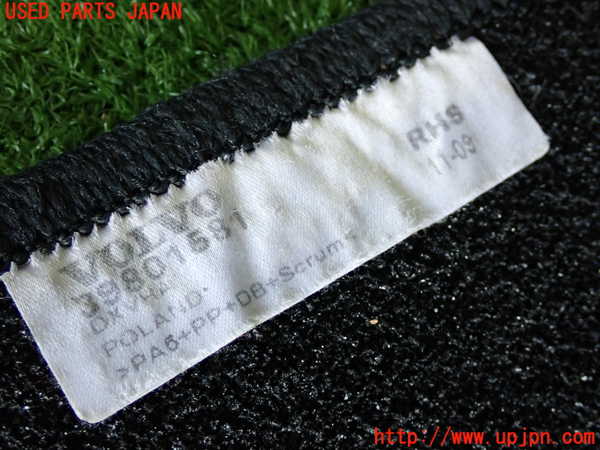 USED PARTS JAPAN
VOLVO
39801581
POLAND
>PA6+PP+DB+Scrum<
RHS
11-09
http://www.upjpn.com/